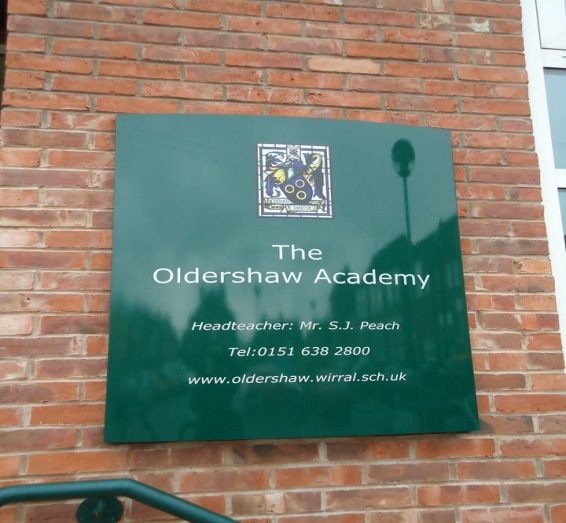 The
Oldershaw Academy
Headteacher: Mr. S.J. Peach
Tel:0151 638 2800
www.oldershaw.wirral.sch.uk